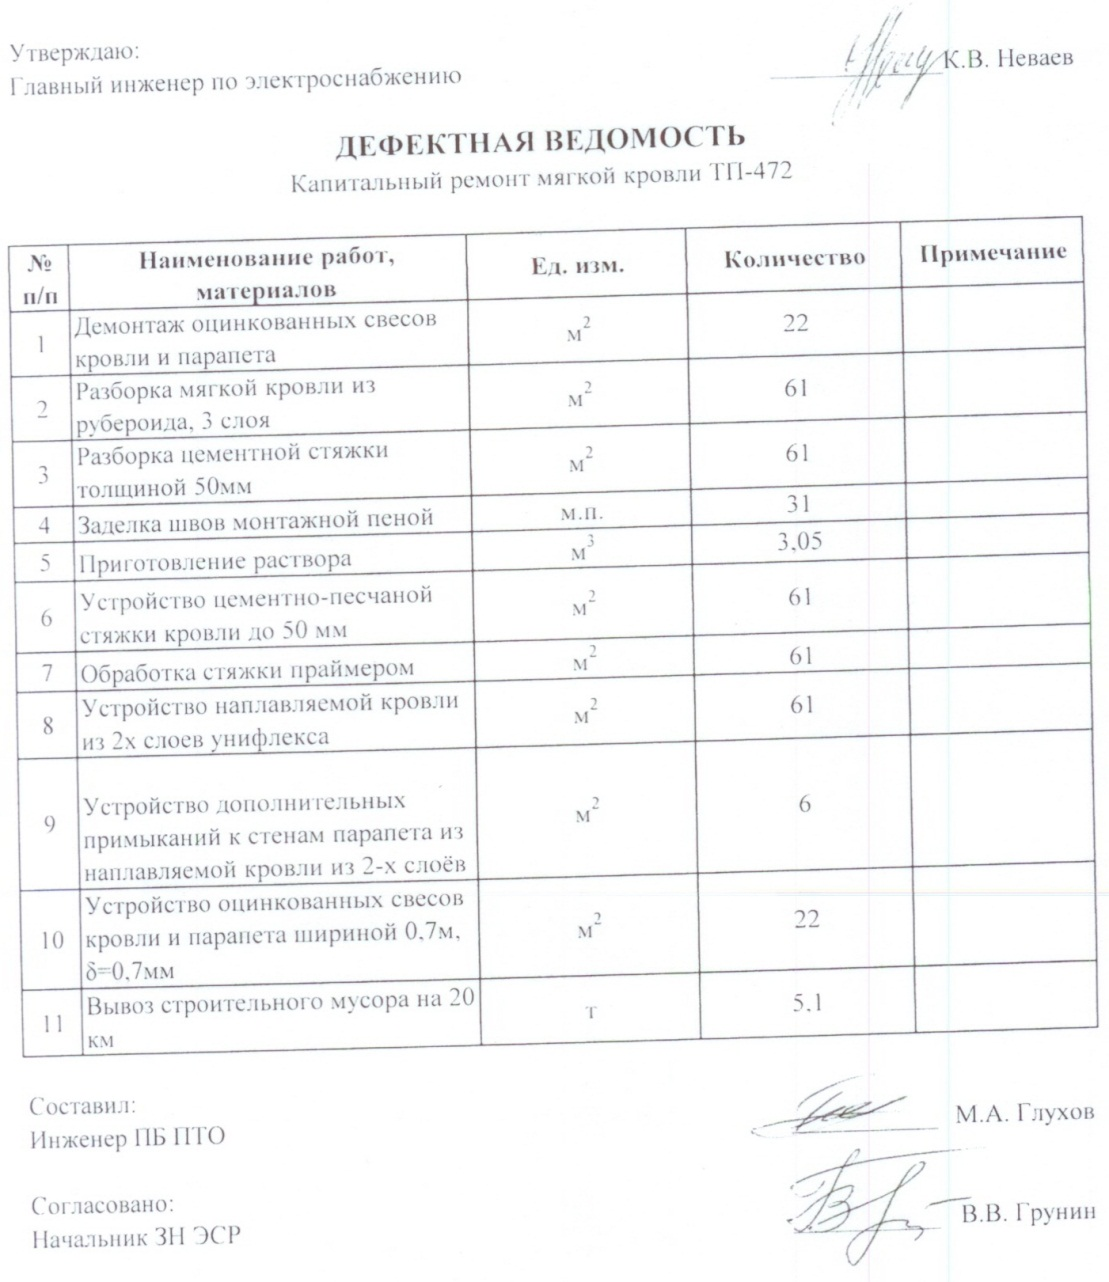 Утверждаю:
Главный инженер по электроснабжению
К.В. Неваев
ДЕФЕКТНАЯ ВЕДОМОСТЬ
Капитальный ремонт мягкой кровли ТП-472
№ п/п Наименование работ, материалов Ед. изм. Количество Примечание
1 Демонтаж оцинкованных свесов
кровли и парапета м² 22
2 Разборка мягкой кровли из
рубероида, 3 слоя м² 61
3 Разборка цементной стяжки
толщиной 50мм м² 61
4 Заделка швов монтажной пеной м.п. 31
5 Приготовление раствора м³ 3,05
6 Устройство цементно-песчаной
стяжки кровли до 50 мм м² 61
7 Обработка стяжки праймером м² 61
8 Устройство наплавляемой кровли
из 2х слоев унифлекса м² 61
9 Устройство дополнительных
примыканий к стенам парапета из
наплавляемой кровли из 2-х слоёв м² 6
10 Устройство оцинкованных свесов
кровли и парапета шириной 0,7м,
δ=0,7мм м² 22
11 Вывоз строительного мусора на 20
км т 5,1
Составил:
Инженер ПБ ПТО
М.А. Глухов
Согласовано:
Начальник ЗН ЭСР
В.В. Грунин